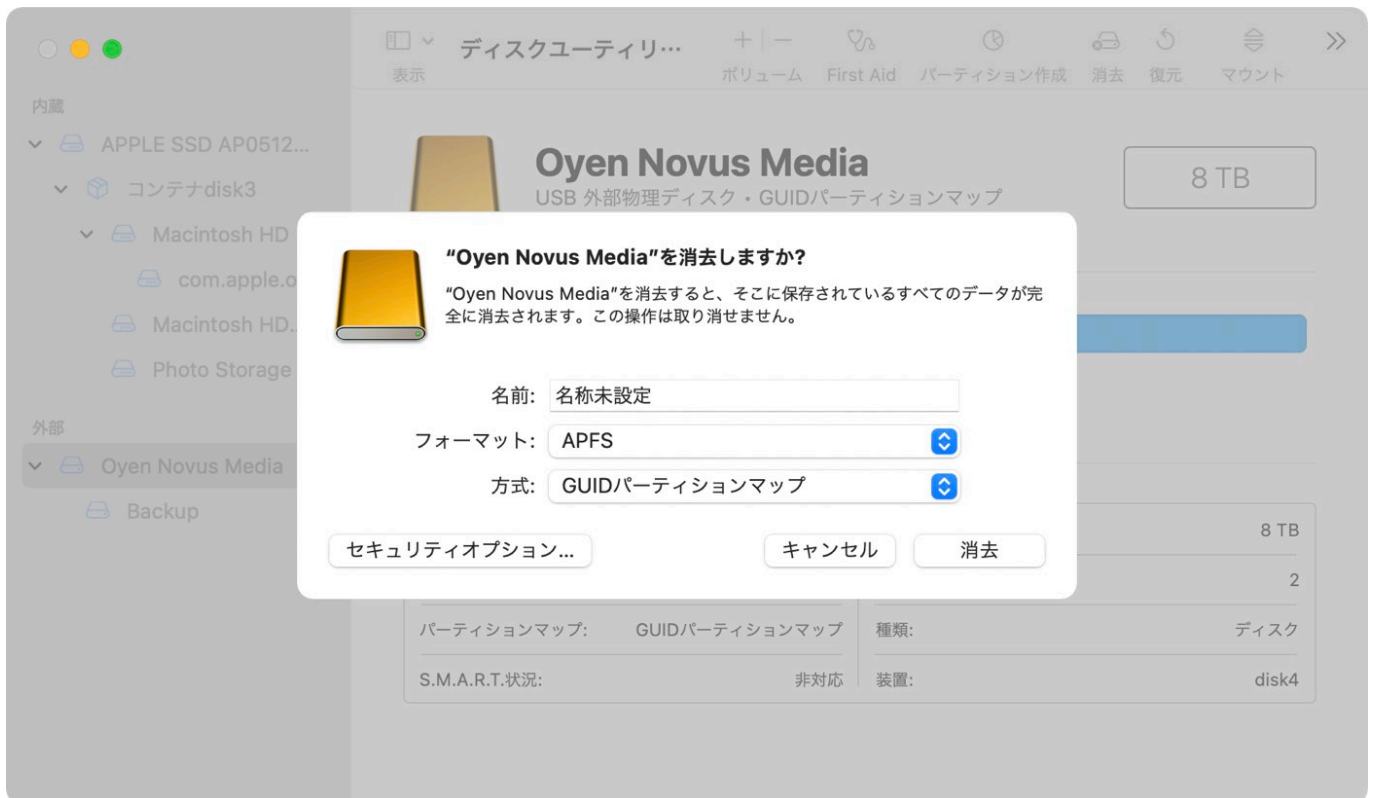 ディスクユーティリ…
表示
ボリューム
First Aid
パーティション作成
消去
復元
マウント
内蔵
APPLE SSD AP0512...
コンテナdisk3
Macintosh HD
com.apple.o
Macintosh HD..
Photo Storage
外部
Oyen Novus Media
Backup
Oyen Novus Media
USB 外部物理ディスク • GUIDパーティションマップ
8 TB
“Oyen Novus Media”を消去しますか?
“Oyen Novus Media”を消去すると、そこに保存されているすべてのデータが完
全に消去されます。この操作は取り消せません。
名前: 名称未設定
フォーマット: APFS
方式: GUIDパーティションマップ
セキュリティオプション... キャンセル 消去
8 TB
2
パーティションマップ: GUIDパーティションマップ
種類: ディスク
S.M.A.R.T.状況: 非対応
装置: disk4